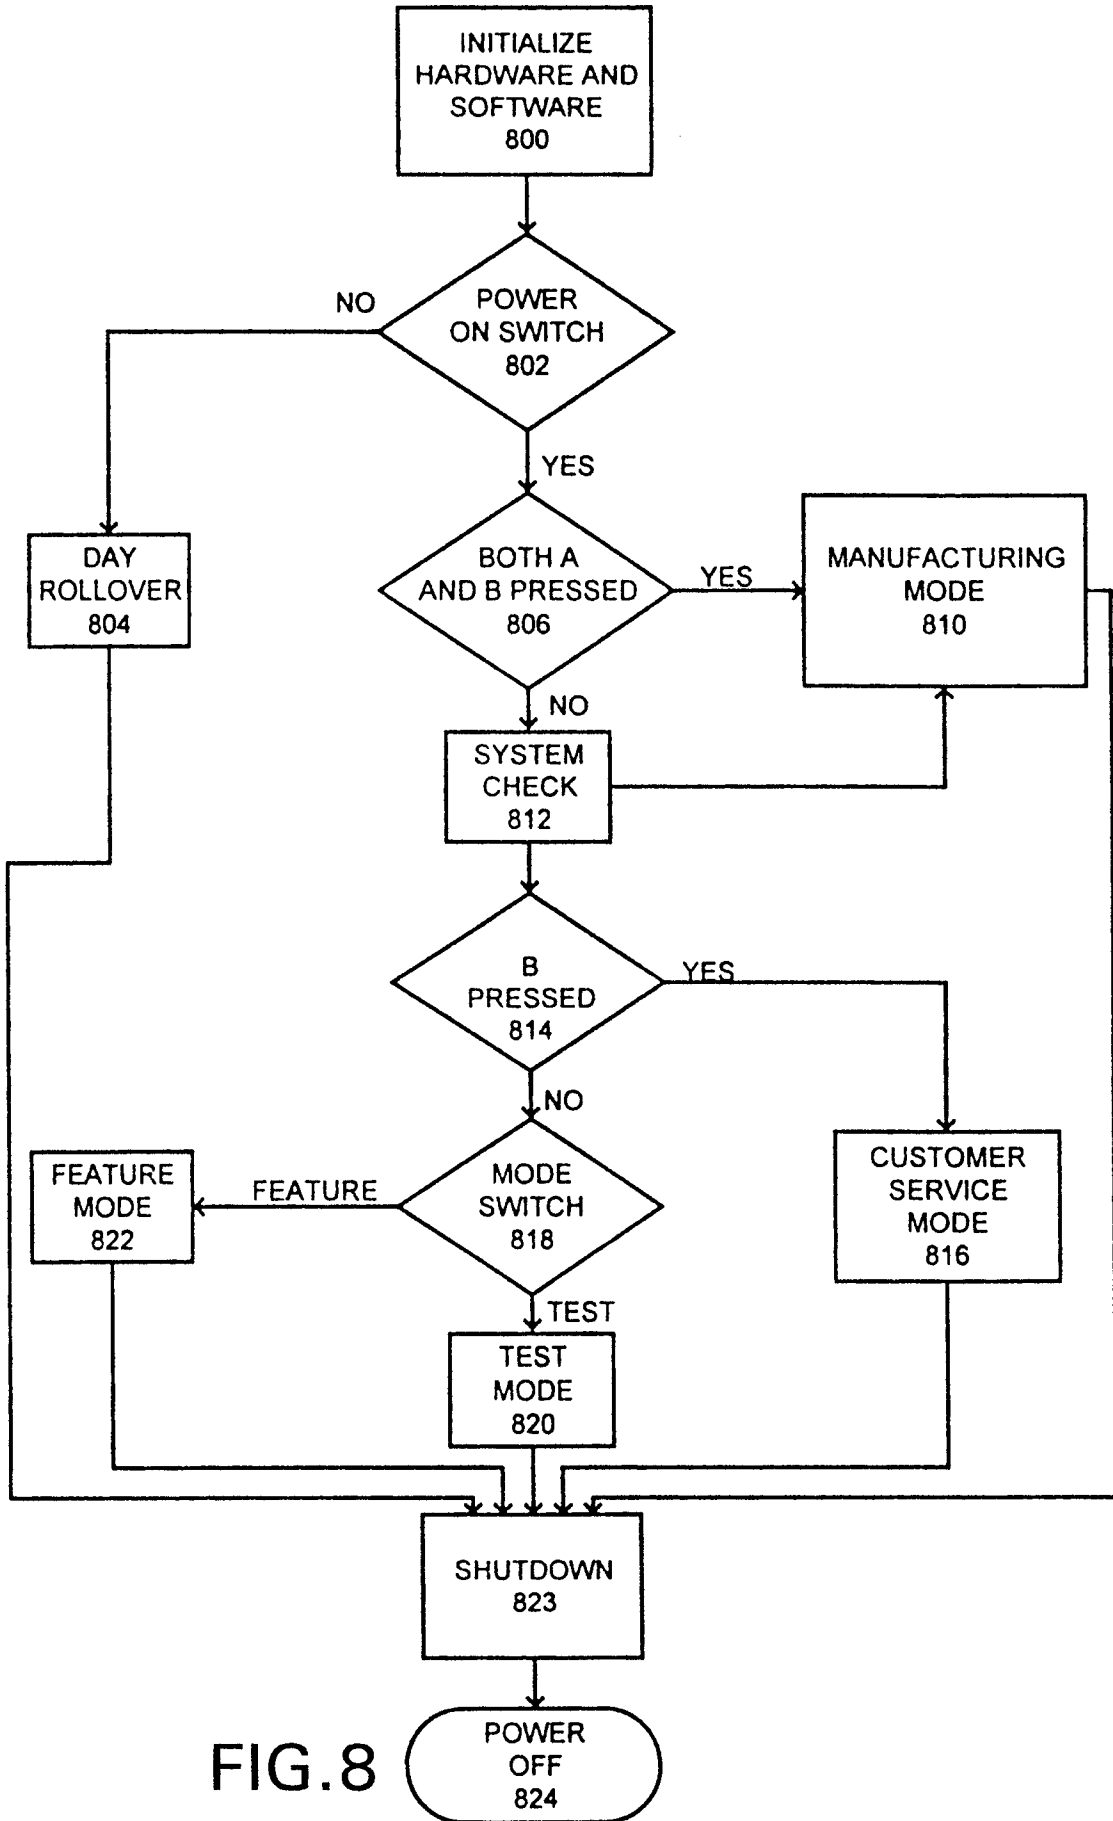 INITIALIZE
HARDWARE AND
SOFTWARE
800
NO
POWER
ON SWITCH
802
YES
DAY
ROLLOVER
804
BOTH A
AND B PRESSED
806
YES
MANUFACTURING
MODE
810
NO
SYSTEM
CHECK
812
B
PRESSED
814
YES
NO
FEATURE
MODE
822
FEATURE
MODE
SWITCH
818
CUSTOMER
SERVICE
MODE
816
TEST
TEST
MODE
820
SHUTDOWN
823
POWER
OFF
824
FIG.8